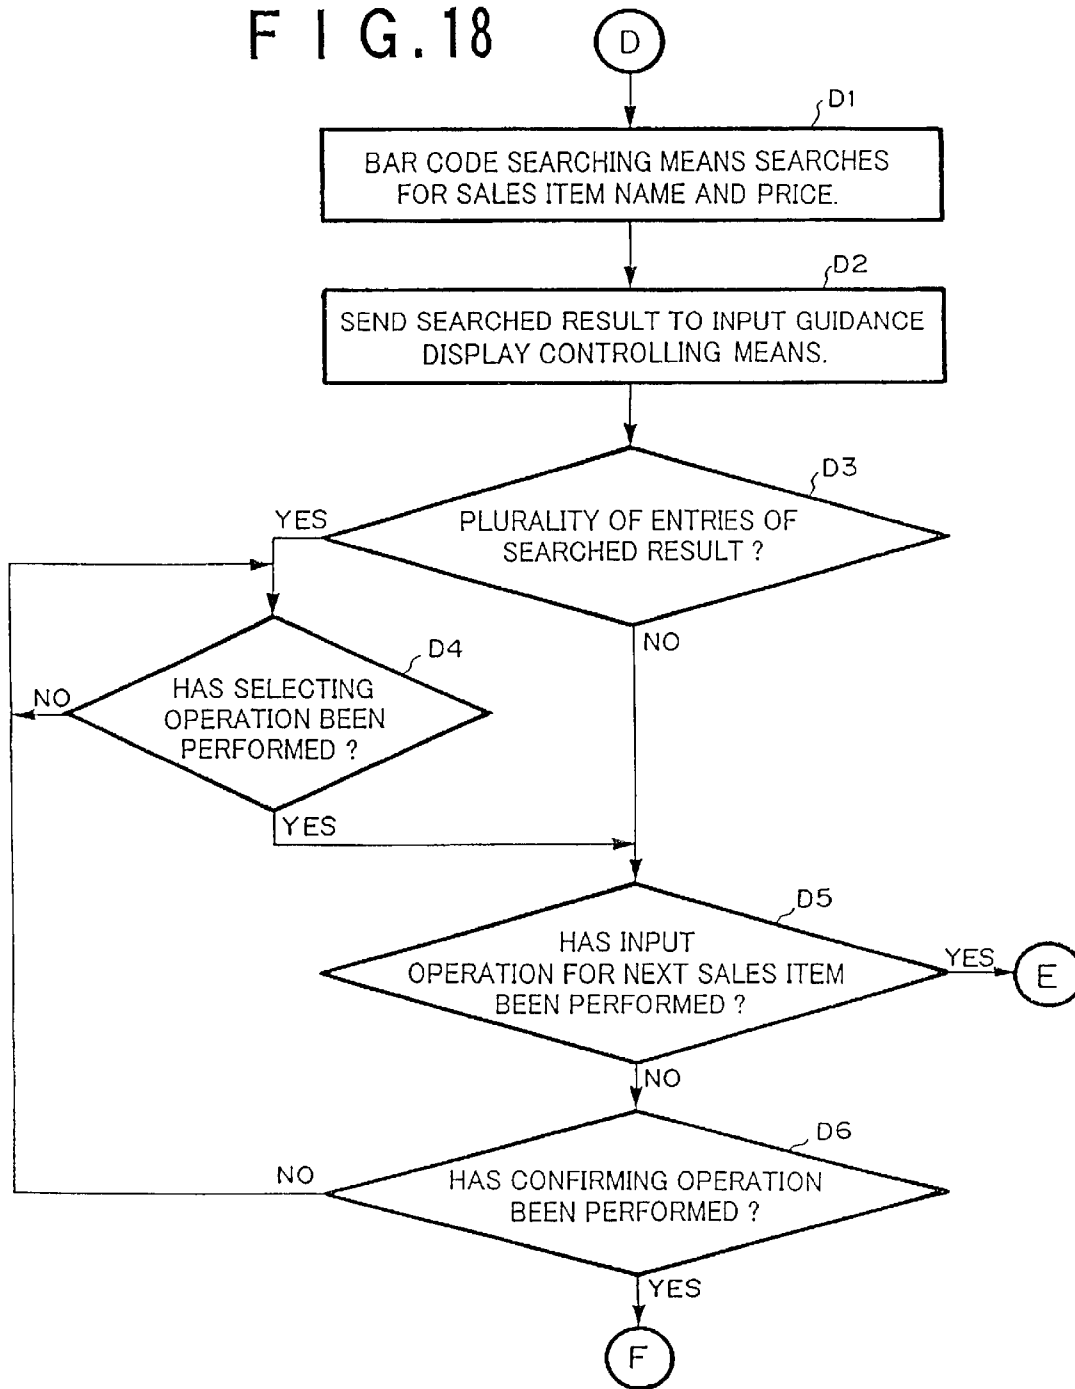 FIG.18
D
D1
BAR CODE SEARCHING MEANS SEARCHES
FOR SALES ITEM NAME AND PRICE.
D2
SEND SEARCHED RESULT TO INPUT GUIDANCE
DISPLAY CONTROLLING MEANS.
D3
YES
PLURALITY OF ENTRIES OF
SEARCHED RESULT ?
NO
D4
NO
HAS SELECTING
OPERATION BEEN
PERFORMED ?
YES
D5
HAS INPUT
OPERATION FOR NEXT SALES ITEM
BEEN PERFORMED ?
YES
E
NO
D6
NO
HAS CONFIRMING OPERATION
BEEN PERFORMED ?
YES
F